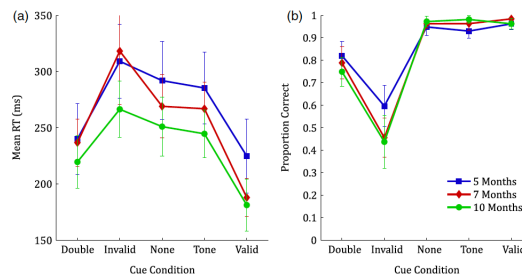 (a)
350
300
250
200
150
Mean RT (ms)
Double Invalid None Tone Valid
Cue Condition
(b)
1
0.9
0.8
0.7
0.6
0.5
0.4
0.3
0.2
0.1
0
Proportion Correct
5 Months
7 Months
10 Months
Double Invalid None Tone Valid
Cue Condition